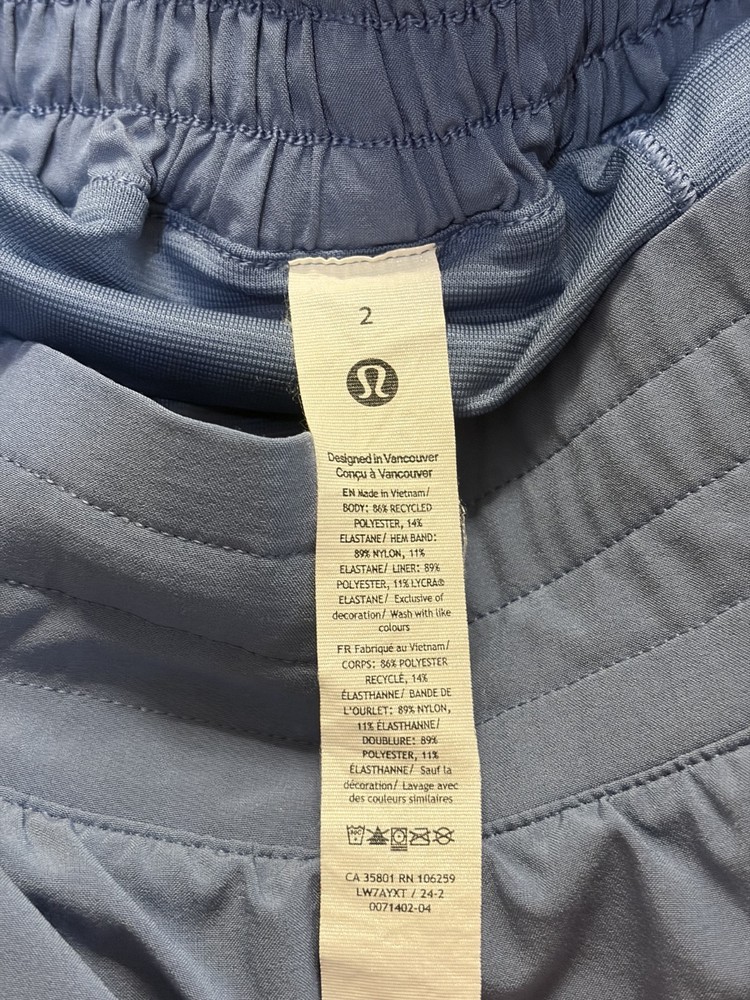 2
Designed in Vancouver
Conçu à Vancouver
EN Made in Vietnam/
BODY: 86% RECYCLED
POLYESTER, 14%
ELASTANE/ HEM BAND:
89% NYLON, 11%
ELASTANE/ LINER: 89%
POLYESTER, 11% LYCRA®
ELASTANE/ Exclusive of
decoration/ Wash with like
colours
FR Fabriqué au Vietnam/
CORPS: 86% POLYESTER
RECYCLÉ, 14%
ÉLASTHANNE/ BANDE DE
L'OURLET: 89% NYLON,
11% ÉLASTHANNE/
DOUBLURE: 89%
POLYESTER, 11%
ÉLASTHANNE/ Sauf la
décoration/ Lavage avec
des couleurs similaires
CA 35801 RN 106259
LW7AYXT / 24-2
0071402-04